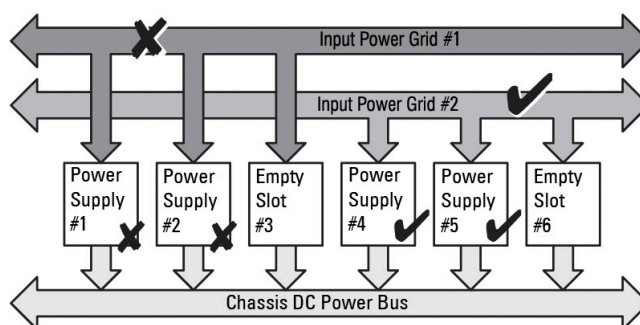 Input Power Grid #1
Input Power Grid #2
Power
Supply
#1
Power
Supply
#2
Empty
Slot
#3
Power
Supply
#4
Power
Supply
#5
Empty
Slot
#6
Chassis DC Power Bus